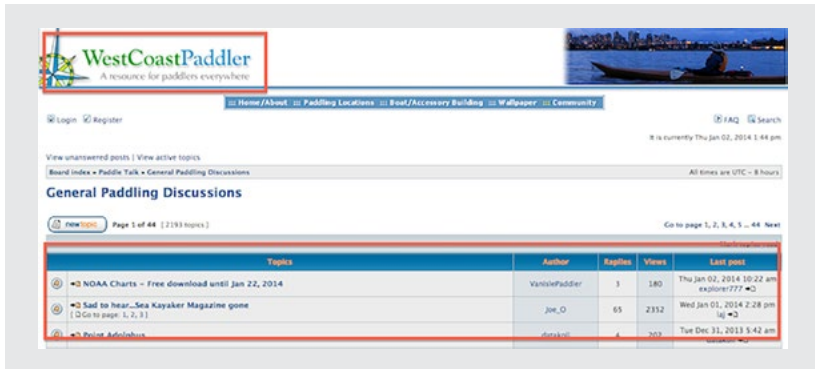 WestCoastPaddler
A resource for paddlers everywhere
Home/About Paddling Locations Boat/Accessory Building Wallpaper Community
Login Register FAQ Search
It is currently Thu Jan 02, 2014 1:44 pm
View unanswered posts | View active topics
Board index » Paddle Talk » General Paddling Discussions All times are UTC - 8 hours
General Paddling Discussions
newtopic Page 1 of 44 [ 2193 topics ] Go to page 1, 2, 3, 4, 5 ... 44 Next
Topics Author Replies Views Last post
NOAA Charts - Free download until Jan 22, 2014 VanislePaddler 3 180 Thu Jan 02, 2014 10:22 am
explorer777
Sad to hear...Sea Kayaker Magazine gone Joe_O 65 2352 Wed Jan 01, 2014 2:28 pm
[ Go to page: 1, 2, 3 ] laj
Point Adolphus datakoll 4 202 Tue Dec 31, 2013 5:42 am
datakoll